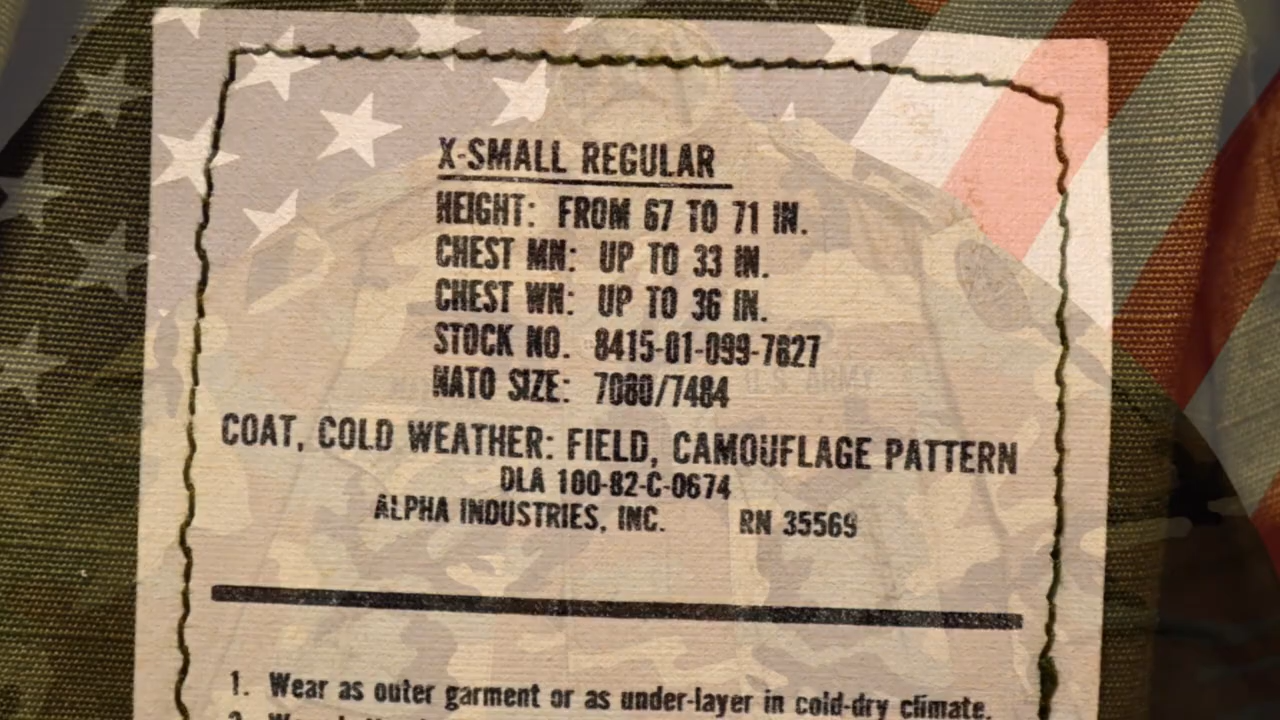 X-SMALL REGULAR
HEIGHT: FROM 67 TO 71 IN.
CHEST MN: UP TO 33 IN.
CHEST WN: UP TO 36 IN.
STOCK NO. 8415-01-099-7827
NATO SIZE: 7080/7484
COAT, COLD WEATHER: FIELD, CAMOUFLAGE PATTERN
DLA 100-82-C-0674
ALPHA INDUSTRIES, INC. RN 35569
U.S. ARMY
1. Wear as outer garment or as under-layer in cold-dry climate.